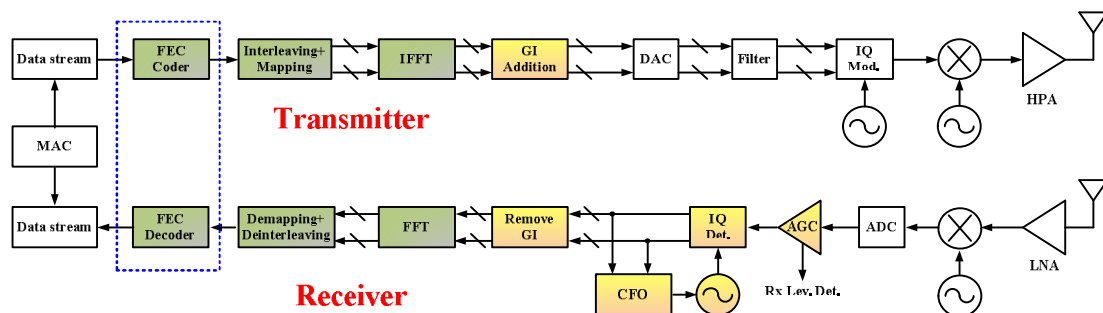 Data stream
FEC
Coder
Interleaving+
Mapping
IFFT
GI
Addition
DAC
Filter
IQ
Mod.
HPA
Transmitter
MAC
Data stream
FEC
Decoder
Demapping+
Deinterleaving
FFT
Remove
GI
IQ
Det.
AGC
ADC
LNA
CFO
Rx Lev. Det.
Receiver